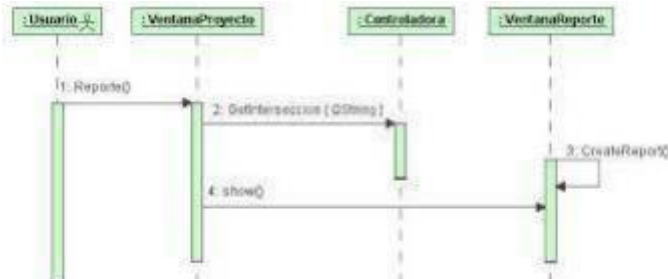 : Usuario
: VentanaProyecto
: Controladora
: VentanaReporte
1: Reporte()
2: GetInterseccion ( QString )
3: CreateReport()
4: show()